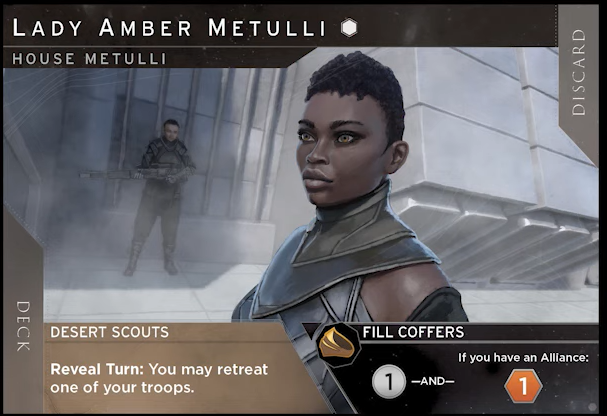 LADY AMBER METULLI
HOUSE METULLI
DISCARD
DECK
DESERT SCOUTS
Reveal Turn: You may retreat
one of your troops.
FILL COFFERS
If you have an Alliance:
1 —AND— 1